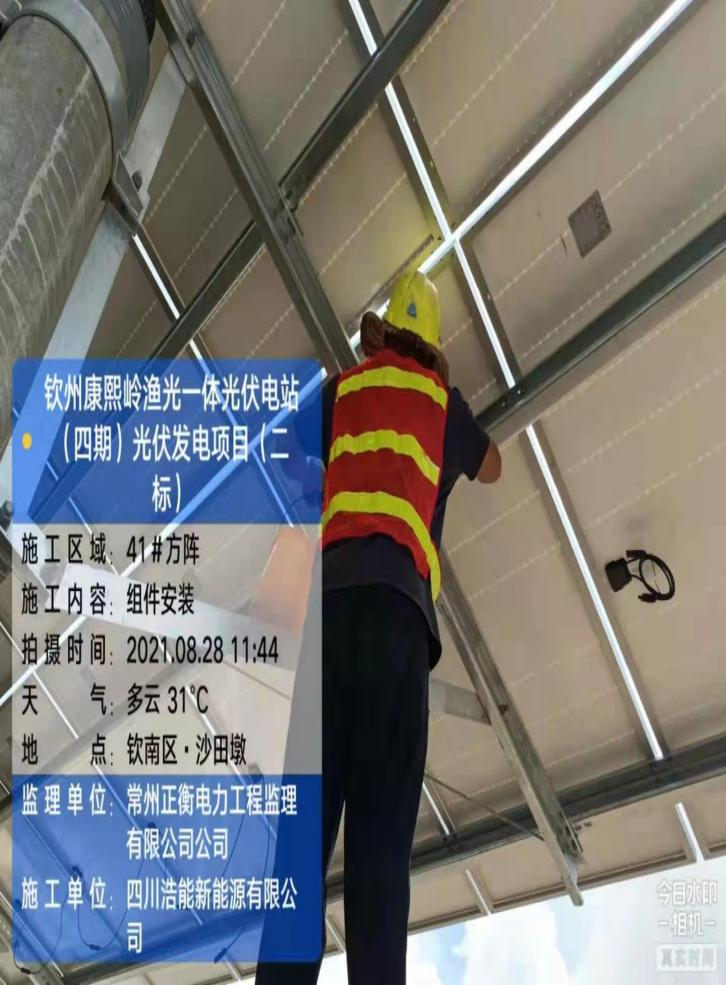 钦州康熙岭渔光一体光伏电站
（四期）光伏发电项目（二
标）
施工区域：41#方阵
施工内容：组件安装
拍摄时间：2021.08.28 11:44
天气：多云 31℃
地点：钦南区·沙田墩
监理单位：常州正衡电力工程监理
有限公司公司
施工单位：四川浩能新能源有限公
司
今日水印
-相机-
真实时间